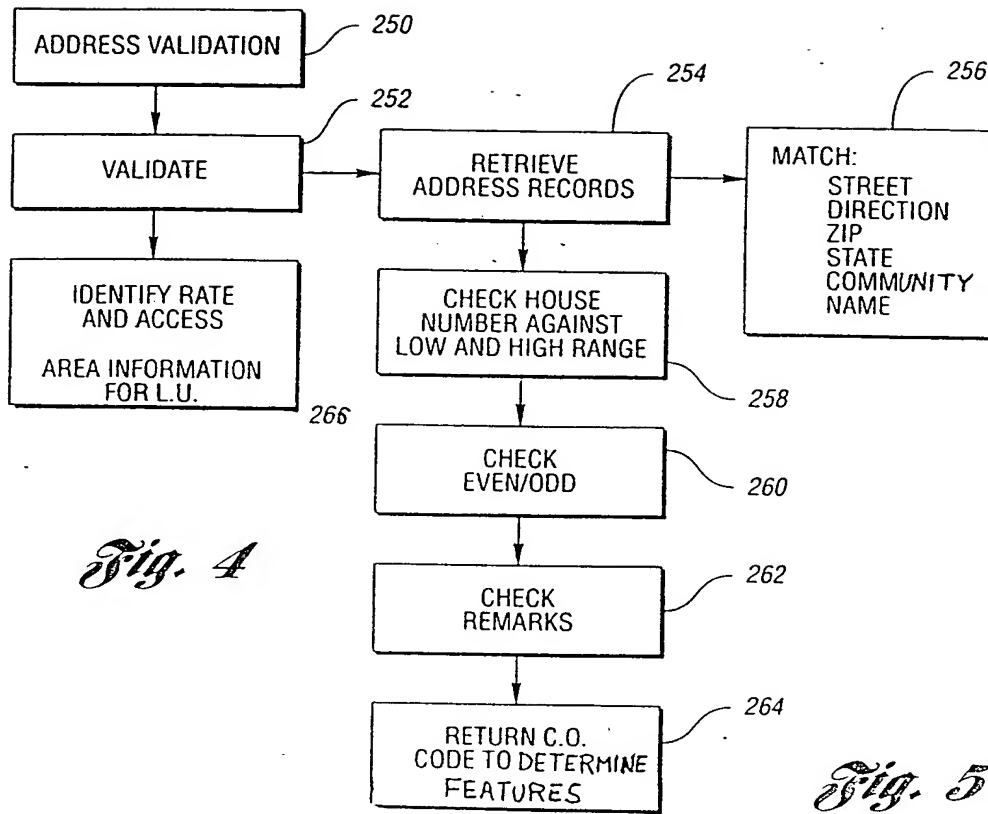 ADDRESS VALIDATION
250
VALIDATE
252
IDENTIFY RATE
AND ACCESS
AREA INFORMATION
FOR L.U.
266
RETRIEVE
ADDRESS RECORDS
254
MATCH:
STREET
DIRECTION
ZIP
STATE
COMMUNITY
NAME
256
CHECK HOUSE
NUMBER AGAINST
LOW AND HIGH RANGE
258
CHECK
EVEN/ODD
260
CHECK
REMARKS
262
RETURN C.O.
CODE TO DETERMINE
FEATURES
264
Fig. 4
Fig. 5